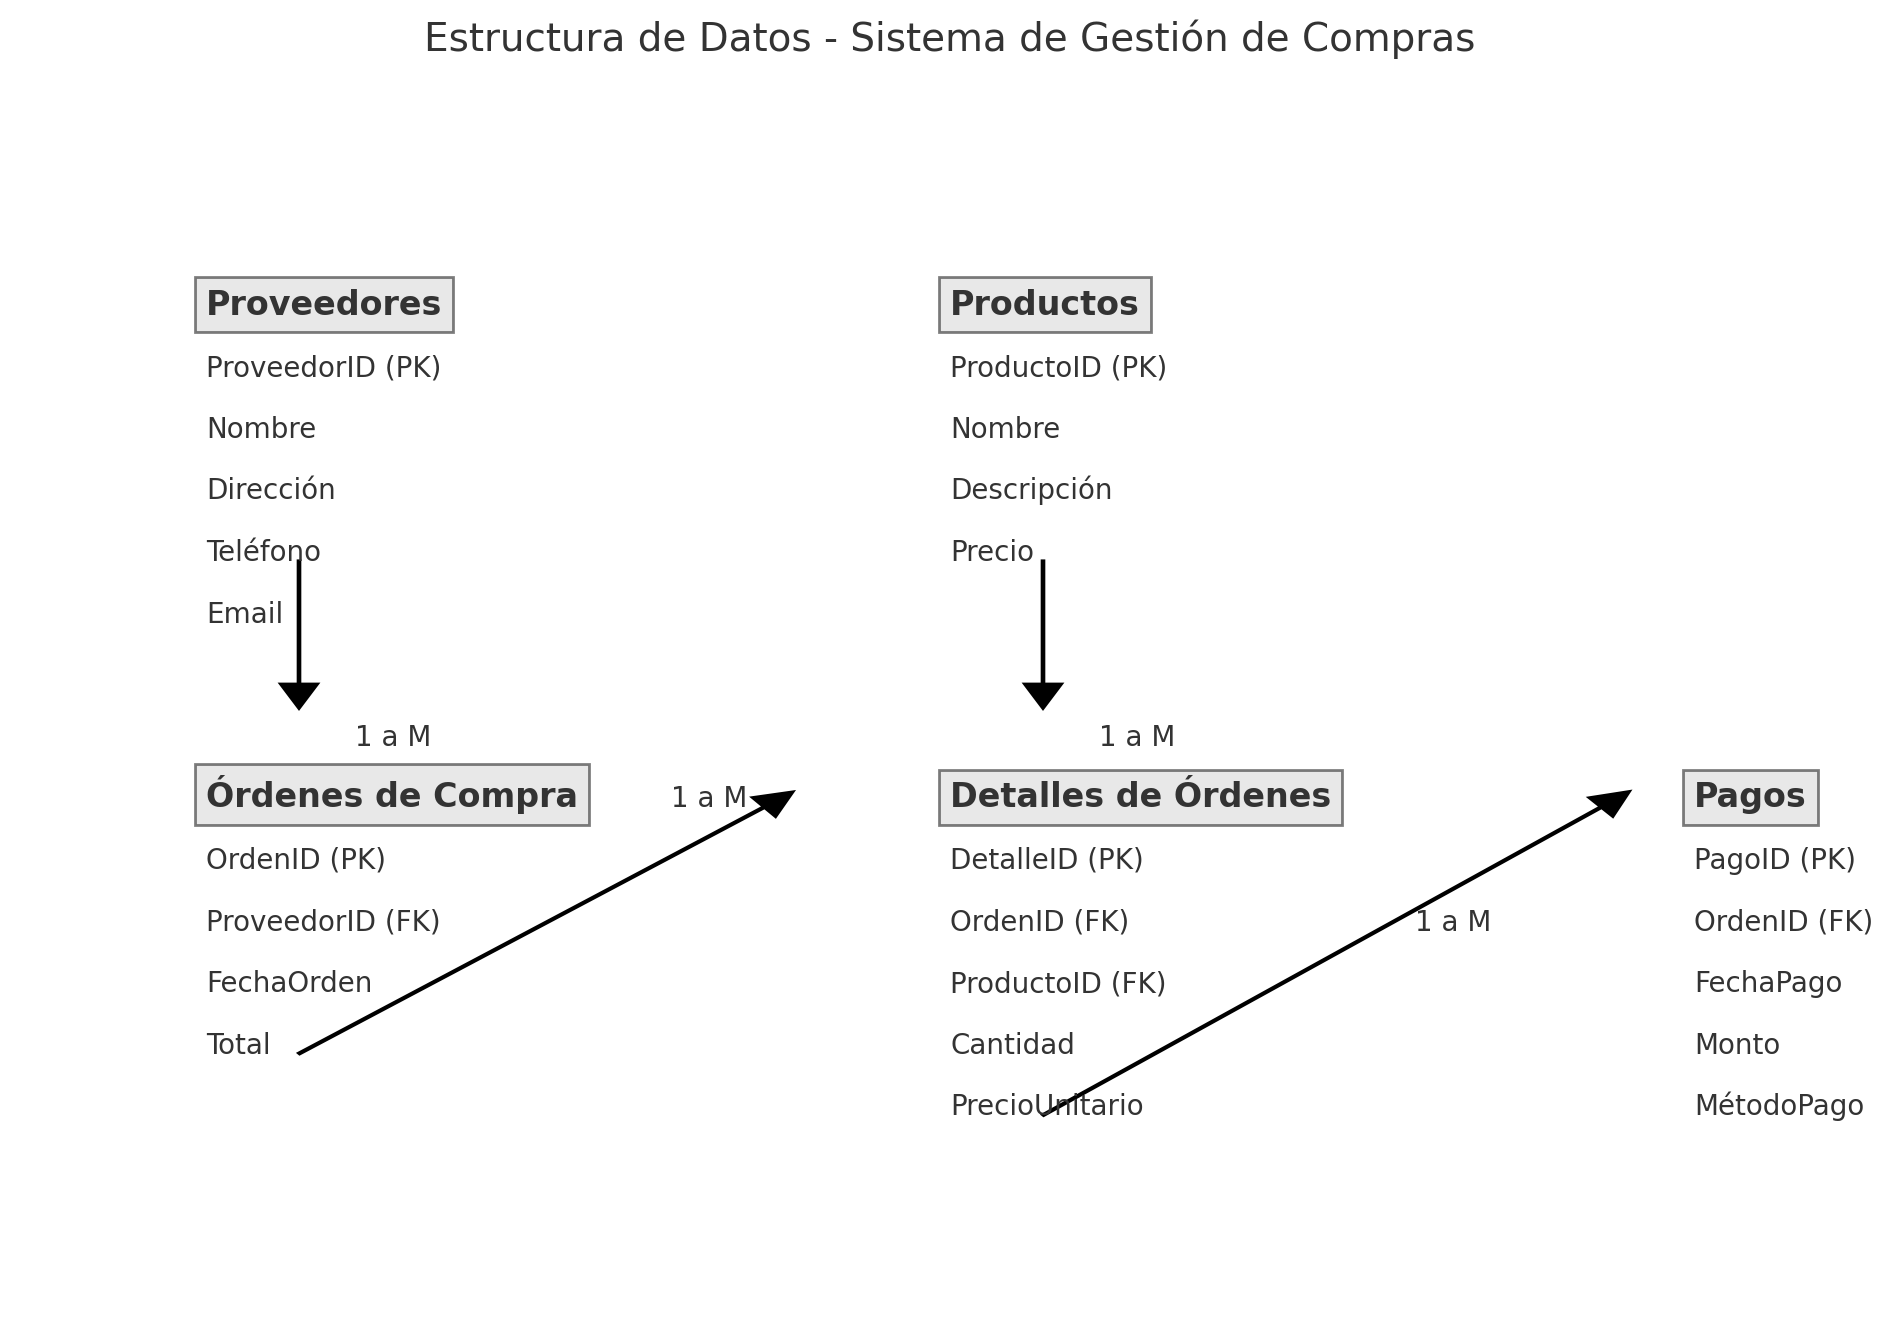 Estructura de Datos - Sistema de Gestión de Compras
Proveedores
ProveedorID (PK)
Nombre
Dirección
Teléfono
Email
Productos
ProductoID (PK)
Nombre
Descripción
Precio
1 a M
1 a M
Órdenes de Compra
OrdenID (PK)
ProveedorID (FK)
FechaOrden
Total
1 a M
Detalles de Órdenes
DetalleID (PK)
OrdenID (FK)
ProductoID (FK)
Cantidad
PrecioUnitario
1 a M
Pagos
PagoID (PK)
OrdenID (FK)
FechaPago
Monto
MétodoPago